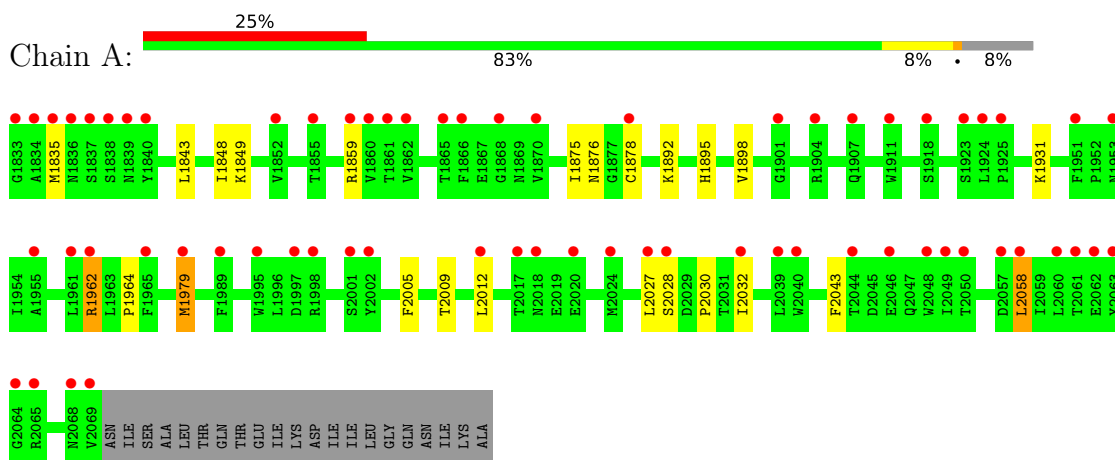 25%
Chain A:
83% 8% • 8%
G1833 A1834 M1835 N1836 S1837 S1838 N1839 Y1840 L1843 I1848 K1849 V1852 T1855 R1859 V1860 T1861 V1862 T1865 F1866 E1867 G1868 N1869 V1870 I1875 N1876 G1877 C1878 K1892 H1895 V1898 G1901 R1904 Q1907 W1911 S1918 S1923 L1924 P1925 K1931 F1951 P1952 N1953
I1954 A1955 L1961 R1962 L1963 P1964 F1965 M1979 F1989 W1995 L1996 D1997 R1998 S2001 Y2002 F2005 T2009 L2012 T2017 N2018 E2019 E2020 M2024 L2027 S2028 D2029 P2030 T2031 I2032 L2039 W2040 F2043 T2044 D2045 E2046 Q2047 W2048 I2049 T2050 D2057 L2058 I2059 L2060 T2061 E2062 Y2063
G2064 R2065 N2068 V2069 ASN ILE SER ALA LEU THR GLN THR GLU ILE LYS ASP ILE ILE LEU GLY GLN ASN ILE LYS ALA